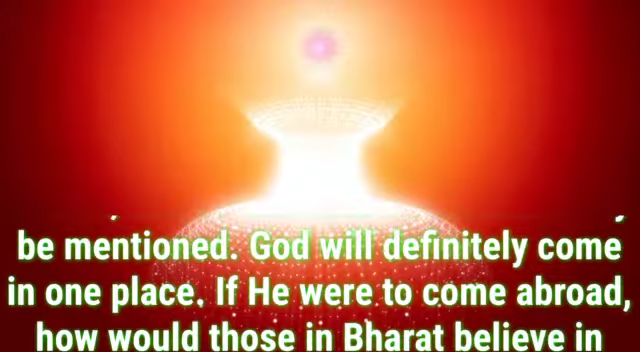 be mentioned. God will definitely come
in one place. If He were to come abroad,
how would those in Bharat believe in